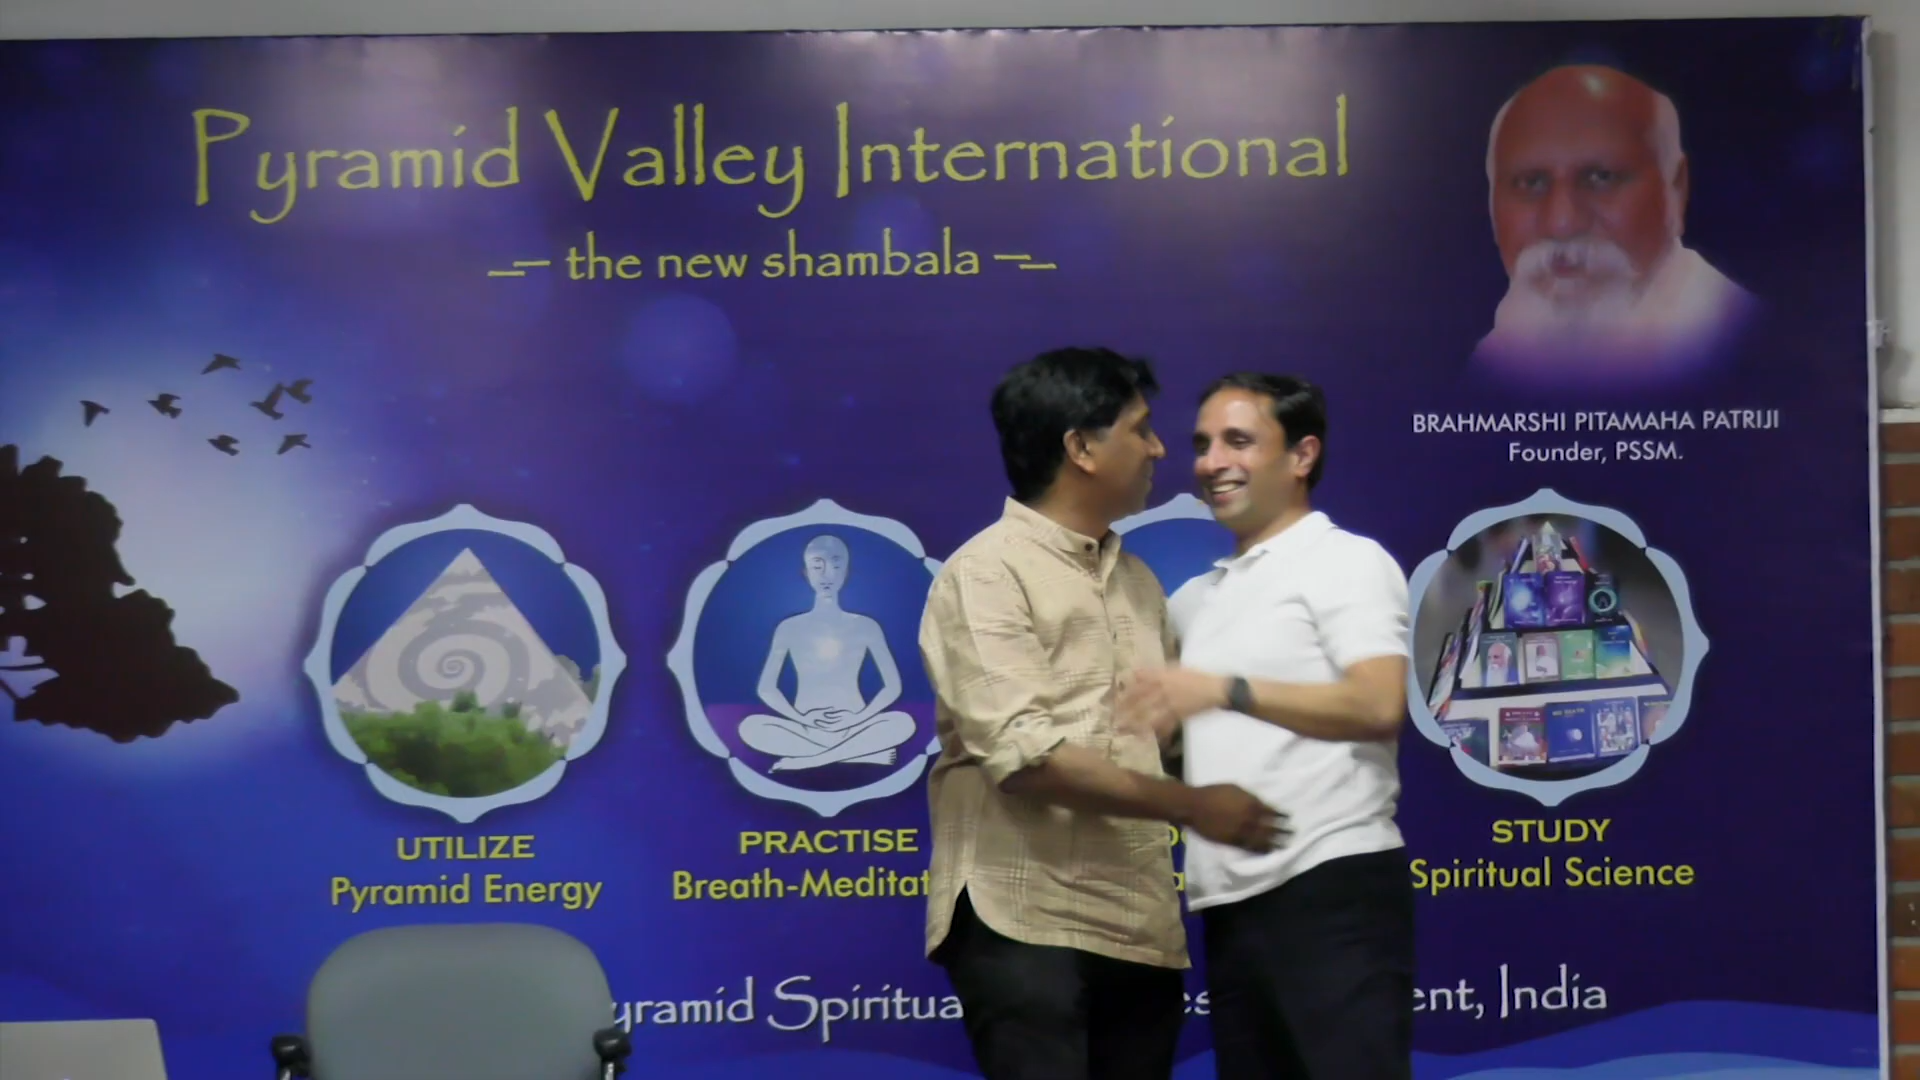 Pyramid Valley International
the new shambala
BRAHMARSHI PITAMAHA PATRIJI
Founder, PSSM.
UTILIZE
Pyramid Energy
PRACTISE
Breath-Meditat
STUDY
Spiritual Science
yramid Spiritua es ent, India